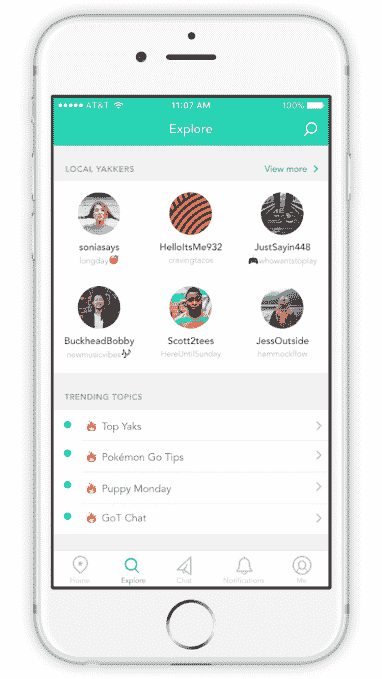 AT&T 11:07 AM 100%
Explore
LOCAL YAKKERS View more
soniasays HelloItsMe932 JustSayin448
longday cravingtacos whowantstoplay
BuckheadBobby Scott2tees JessOutside
newmusicvibes HereUntilSunday hammockflow
TRENDING TOPICS
Top Yaks
Pokémon Go Tips
Puppy Monday
GoT Chat
Home Explore Chat Notifications Me